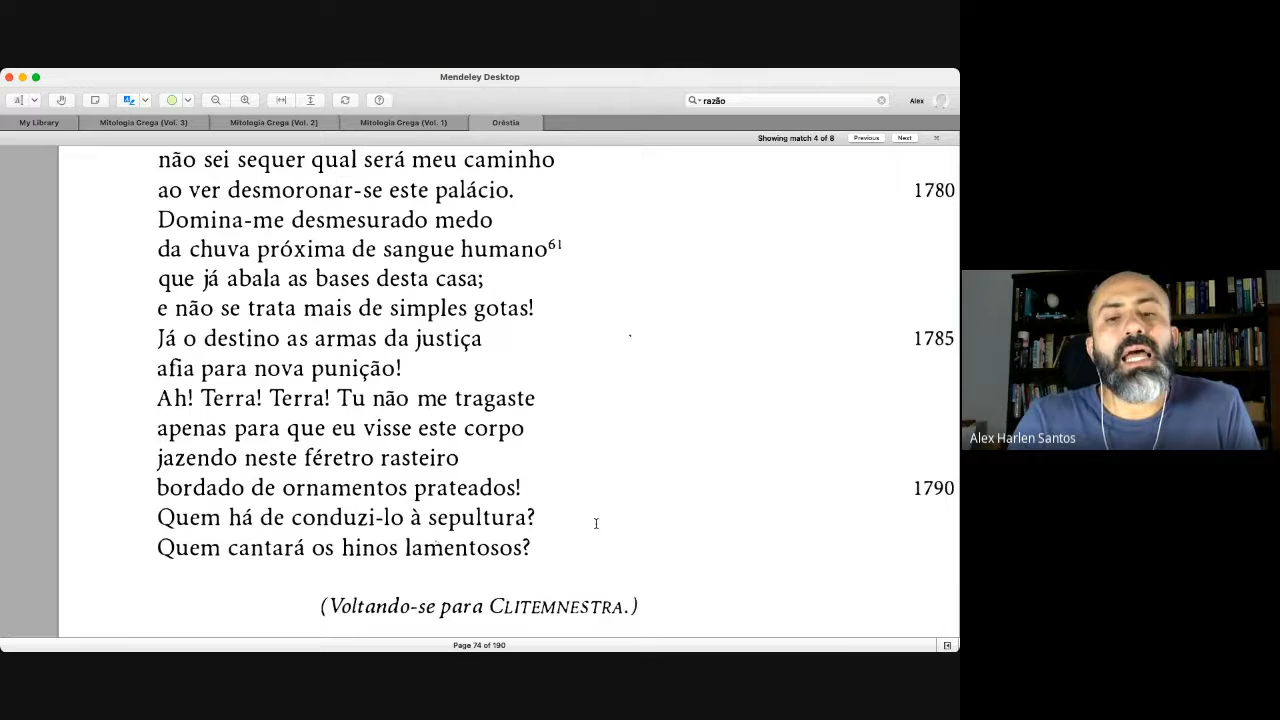 Mendeley Desktop
razão
Alex
My Library
Mitologia Grega (Vol. 3)
Mitologia Grega (Vol. 2)
Mitologia Grega (Vol. 1)
Oréstia
Showing match 4 of 8
Previous
Next
não sei sequer qual será meu caminho
ao ver desmoronar-se este palácio. 1780
Domina-me desmesurado medo
da chuva próxima de sangue humano⁶¹
que já abala as bases desta casa;
e não se trata mais de simples gotas!
Já o destino as armas da justiça 1785
afia para nova punição!
Ah! Terra! Terra! Tu não me tragaste
apenas para que eu visse este corpo
jazendo neste féretro rasteiro
bordado de ornamentos prateados! 1790
Quem há de conduzi-lo à sepultura?
Quem cantará os hinos lamentosos?
(Voltando-se para CLITEMNESTRA.)
Page 74 of 190
Alex Harlen Santos